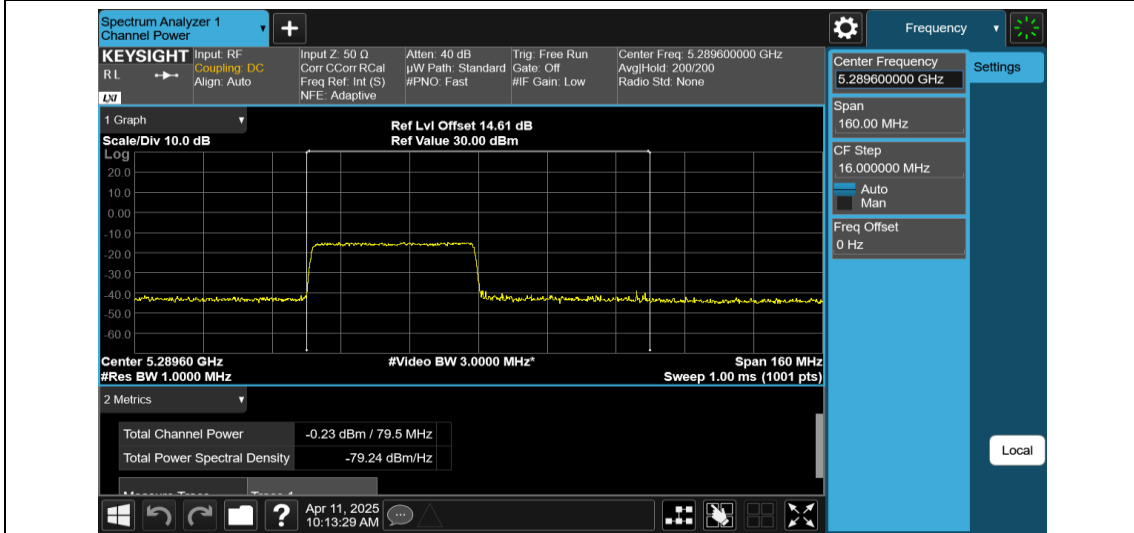 Spectrum Analyzer 1
Channel Power
Frequency
KEYSIGHT
RL
LXI
Input: RF
Coupling: DC
Align: Auto
Input Z: 50 Ω
Corr CCorr RCal
Freq Ref: Int (S)
NFE: Adaptive
Atten: 40 dB
µW Path: Standard
#PNO: Fast
Trig: Free Run
Gate: Off
#IF Gain: Low
Center Freq: 5.289600000 GHz
Avg|Hold: 200/200
Radio Std: None
Center Frequency
5.289600000 GHz
Settings
Span
160.00 MHz
CF Step
16.000000 MHz
Auto
Man
Freq Offset
0 Hz
1 Graph
Scale/Div 10.0 dB
Ref Lvl Offset 14.61 dB
Ref Value 30.00 dBm
Log
20.0
10.0
0.00
-10.0
-20.0
-30.0
-40.0
-50.0
-60.0
Center 5.28960 GHz
#Video BW 3.0000 MHz*
Span 160 MHz
#Res BW 1.0000 MHz
Sweep 1.00 ms (1001 pts)
2 Metrics
Total Channel Power -0.23 dBm / 79.5 MHz
Total Power Spectral Density -79.24 dBm/Hz
Local
?
Apr 11, 2025
10:13:29 AM